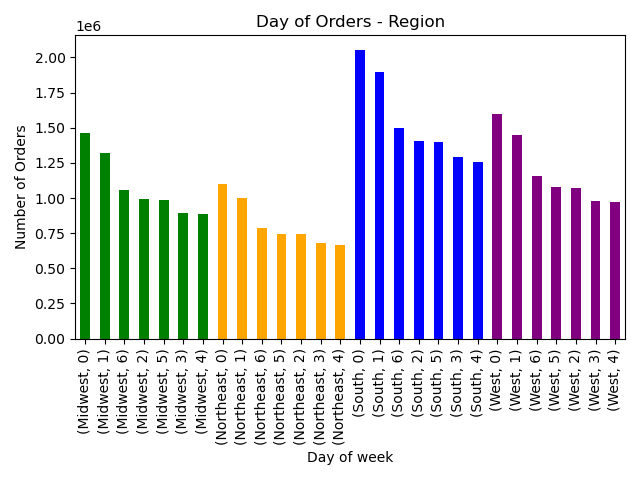 Day of Orders - Region
1e6
Number of Orders
2.00
1.75
1.50
1.25
1.00
0.75
0.50
0.25
0.00
(Midwest, 0)
(Midwest, 1)
(Midwest, 6)
(Midwest, 2)
(Midwest, 5)
(Midwest, 3)
(Midwest, 4)
(Northeast, 0)
(Northeast, 1)
(Northeast, 6)
(Northeast, 5)
(Northeast, 2)
(Northeast, 3)
(Northeast, 4)
(South, 0)
(South, 1)
(South, 6)
(South, 2)
(South, 5)
(South, 3)
(South, 4)
(West, 0)
(West, 1)
(West, 6)
(West, 5)
(West, 2)
(West, 3)
(West, 4)
Day of week